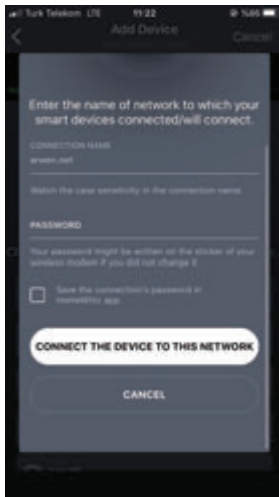 Turk Telekom LTE 11:22
Add Device
Cancel
Enter the name of network to which your
smart devices connected/will connect.
CONNECTION NAME
Watch the case sensitivity in the connection name
PASSWORD
Your password might be written on the sticker of your
wireless modem if you did not change it
Save the connection's password in
HomeWhiz app
CONNECT THE DEVICE TO THIS NETWORK
CANCEL